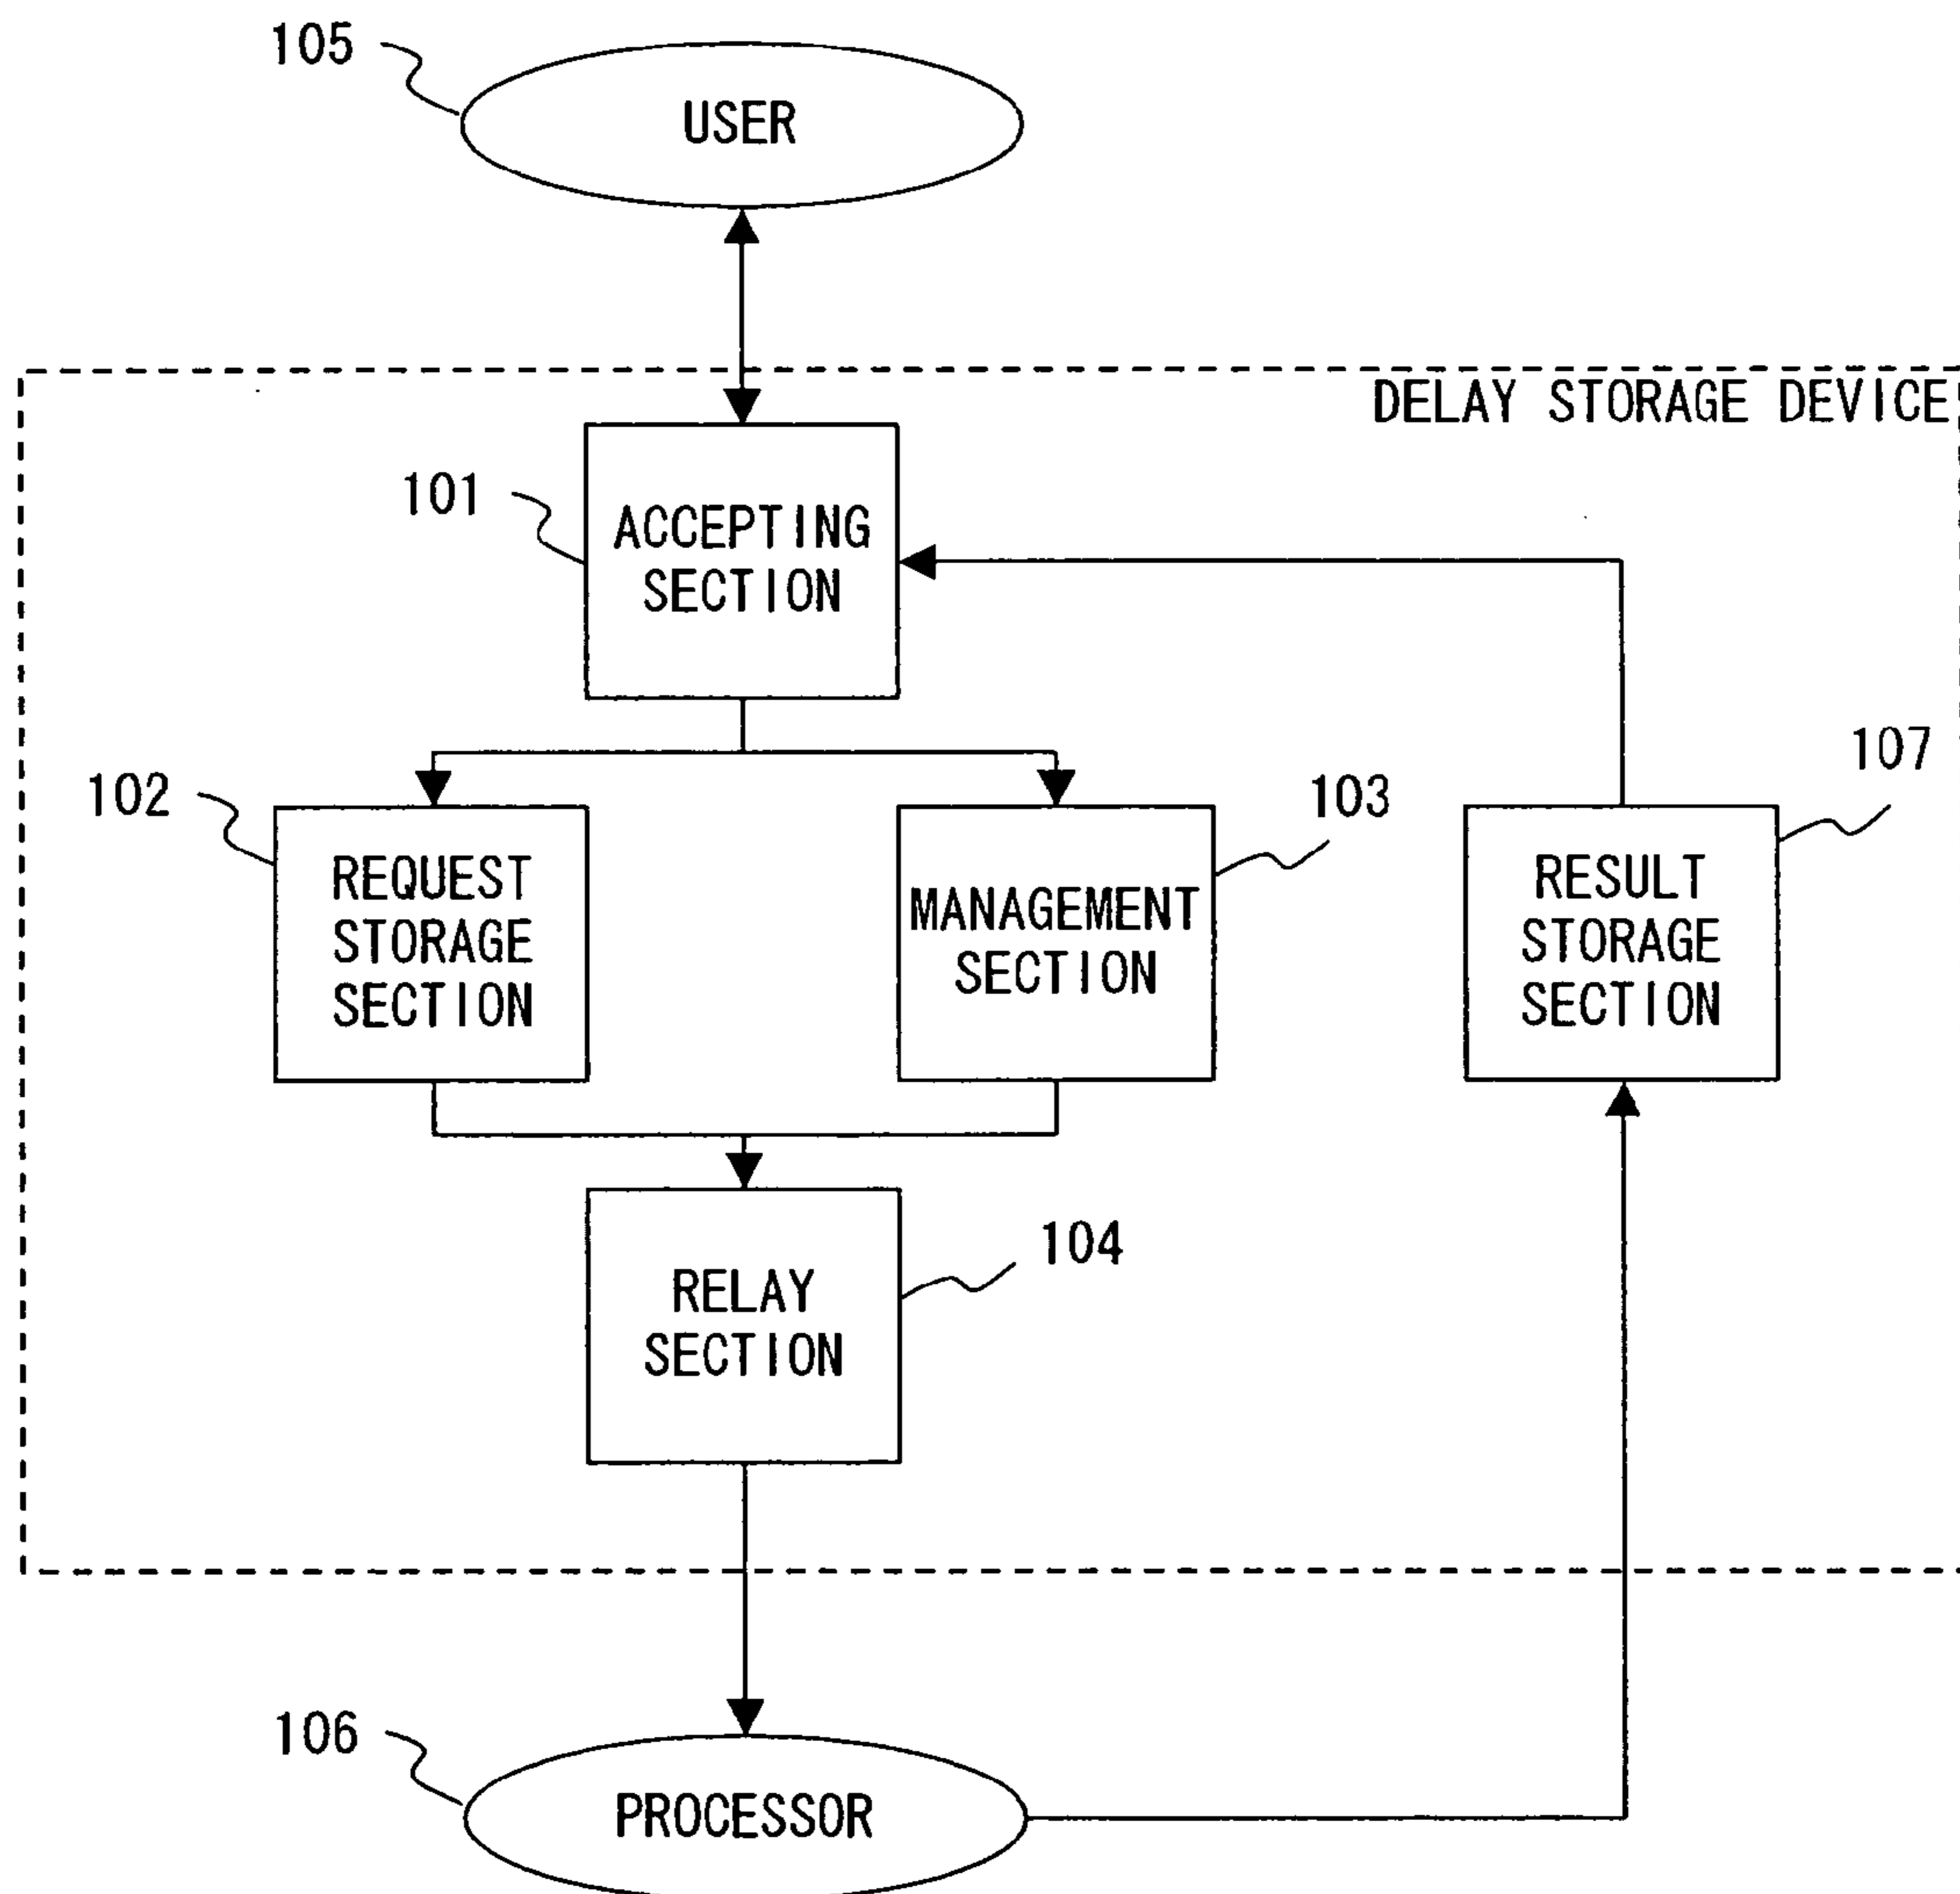 105
USER
DELAY STORAGE DEVICE
101
ACCEPTING
SECTION
102
REQUEST
STORAGE
SECTION
103
MANAGEMENT
SECTION
107
RESULT
STORAGE
SECTION
104
RELAY
SECTION
106
PROCESSOR